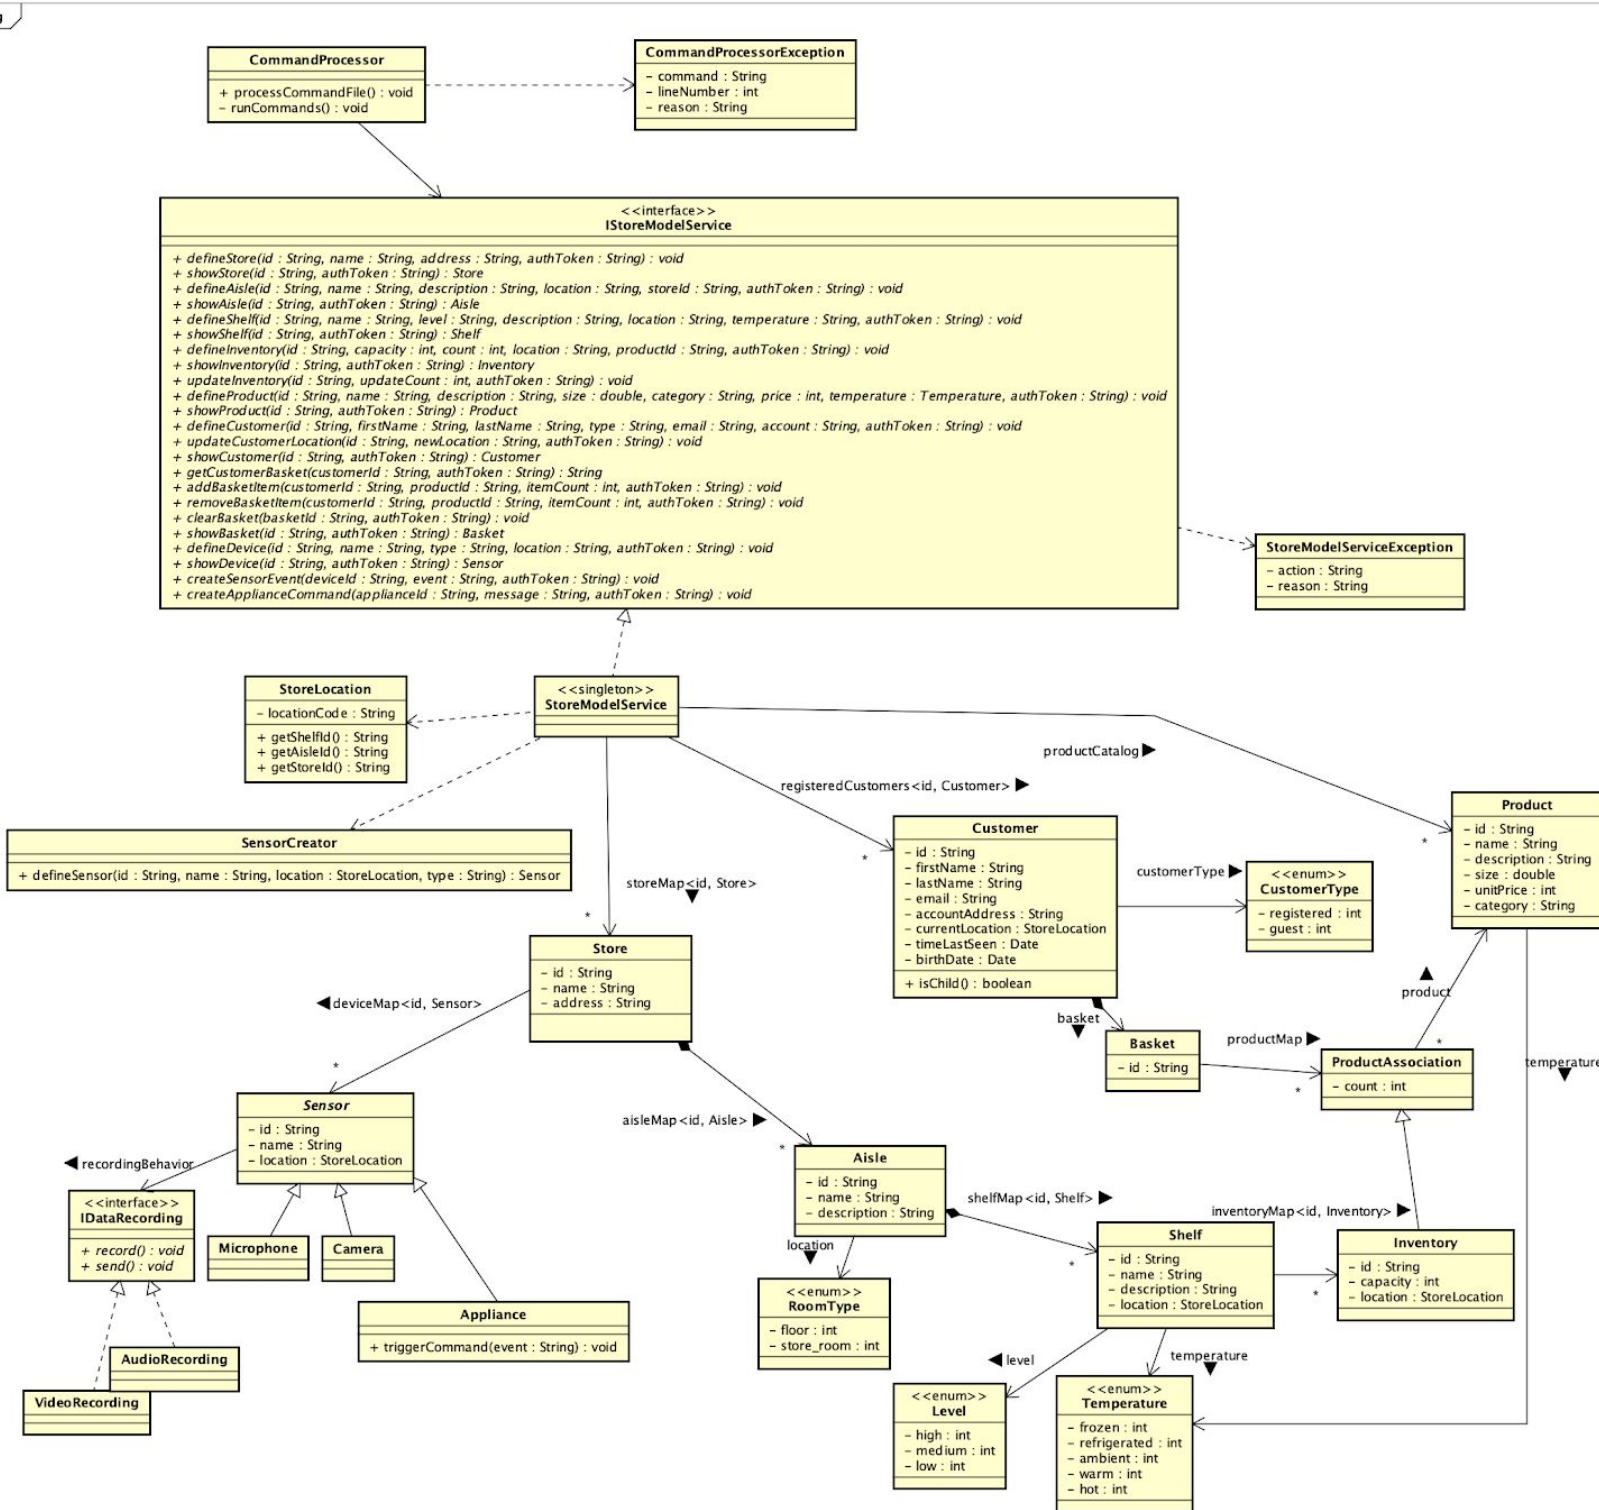 CommandProcessor
+ processCommandFile() : void
- runCommands() : void
CommandProcessorException
- command : String
- lineNumber : int
- reason : String
<<interface>>
IStoreModelService
+ defineStore(id : String, name : String, address : String, authToken : String) : void
+ showStore(id : String, authToken : String) : Store
+ defineAisle(id : String, name : String, description : String, location : String, storeId : String, authToken : String) : void
+ showAisle(id : String, authToken : String) : Aisle
+ defineShelf(id : String, name : String, level : String, description : String, location : String, temperature : String, authToken : String) : void
+ showShelf(id : String, authToken : String) : Shelf
+ defineInventory(id : String, capacity : int, count : int, location : String, productId : String, authToken : String) : void
+ showInventory(id : String, authToken : String) : Inventory
+ updateInventory(id : String, updateCount : int, authToken : String) : void
+ defineProduct(id : String, name : String, description : String, size : double, category : String, price : int, temperature : Temperature, authToken : String) : void
+ showProduct(id : String, authToken : String) : Product
+ defineCustomer(id : String, firstName : String, lastName : String, type : String, email : String, account : String, authToken : String) : void
+ updateCustomerLocation(id : String, newLocation : String, authToken : String) : void
+ showCustomer(id : String, authToken : String) : Customer
+ getCustomerBasket(customerId : String, authToken : String) : String
+ addBasketItem(customerId : String, productId : String, itemCount : int, authToken : String) : void
+ removeBasketItem(customerId : String, productId : String, itemCount : int, authToken : String) : void
+ clearBasket(basketId : String, authToken : String) : void
+ showBasket(id : String, authToken : String) : Basket
+ defineDevice(id : String, name : String, type : String, location : String, authToken : String) : void
+ showDevice(id : String, authToken : String) : Sensor
+ createSensorEvent(deviceId : String, event : String, authToken : String) : void
+ createApplianceCommand(applianceId : String, message : String, authToken : String) : void
StoreModelServiceException
- action : String
- reason : String
StoreLocation
- locationCode : String
+ getShelfId() : String
+ getAisleId() : String
+ getStoreId() : String
<<singleton>>
StoreModelService
productCatalog
*
registeredCustomers<id, Customer>
*
storeMap<id, Store>
*
SensorCreator
+ defineSensor(id : String, name : String, location : StoreLocation, type : String) : Sensor
Customer
- id : String
- firstName : String
- lastName : String
- email : String
- accountAddress : String
- currentLocation : StoreLocation
- timeLastSeen : Date
- birthDate : Date
+ isChild() : boolean
customerType
<<enum>>
CustomerType
- registered : int
- guest : int
Product
- id : String
- name : String
- description : String
- size : double
- unitPrice : int
- category : String
Store
- id : String
- name : String
- address : String
deviceMap<id, Sensor>
*
basket
Basket
- id : String
productMap
*
product
*
ProductAssociation
- count : int
temperature
Sensor
- id : String
- name : String
- location : StoreLocation
recordingBehavior
<<interface>>
IDataRecording
+ record() : void
+ send() : void
Microphone
Camera
Appliance
+ triggerCommand(event : String) : void
AudioRecording
VideoRecording
aisleMap<id, Aisle>
*
Aisle
- id : String
- name : String
- description : String
location
<<enum>>
RoomType
- floor : int
- store_room : int
shelfMap<id, Shelf>
*
Shelf
- id : String
- name : String
- description : String
- location : StoreLocation
inventoryMap<id, Inventory>
*
Inventory
- id : String
- capacity : int
- location : StoreLocation
level
<<enum>>
Level
- high : int
- medium : int
- low : int
temperature
<<enum>>
Temperature
- frozen : int
- refrigerated : int
- ambient : int
- warm : int
- hot : int